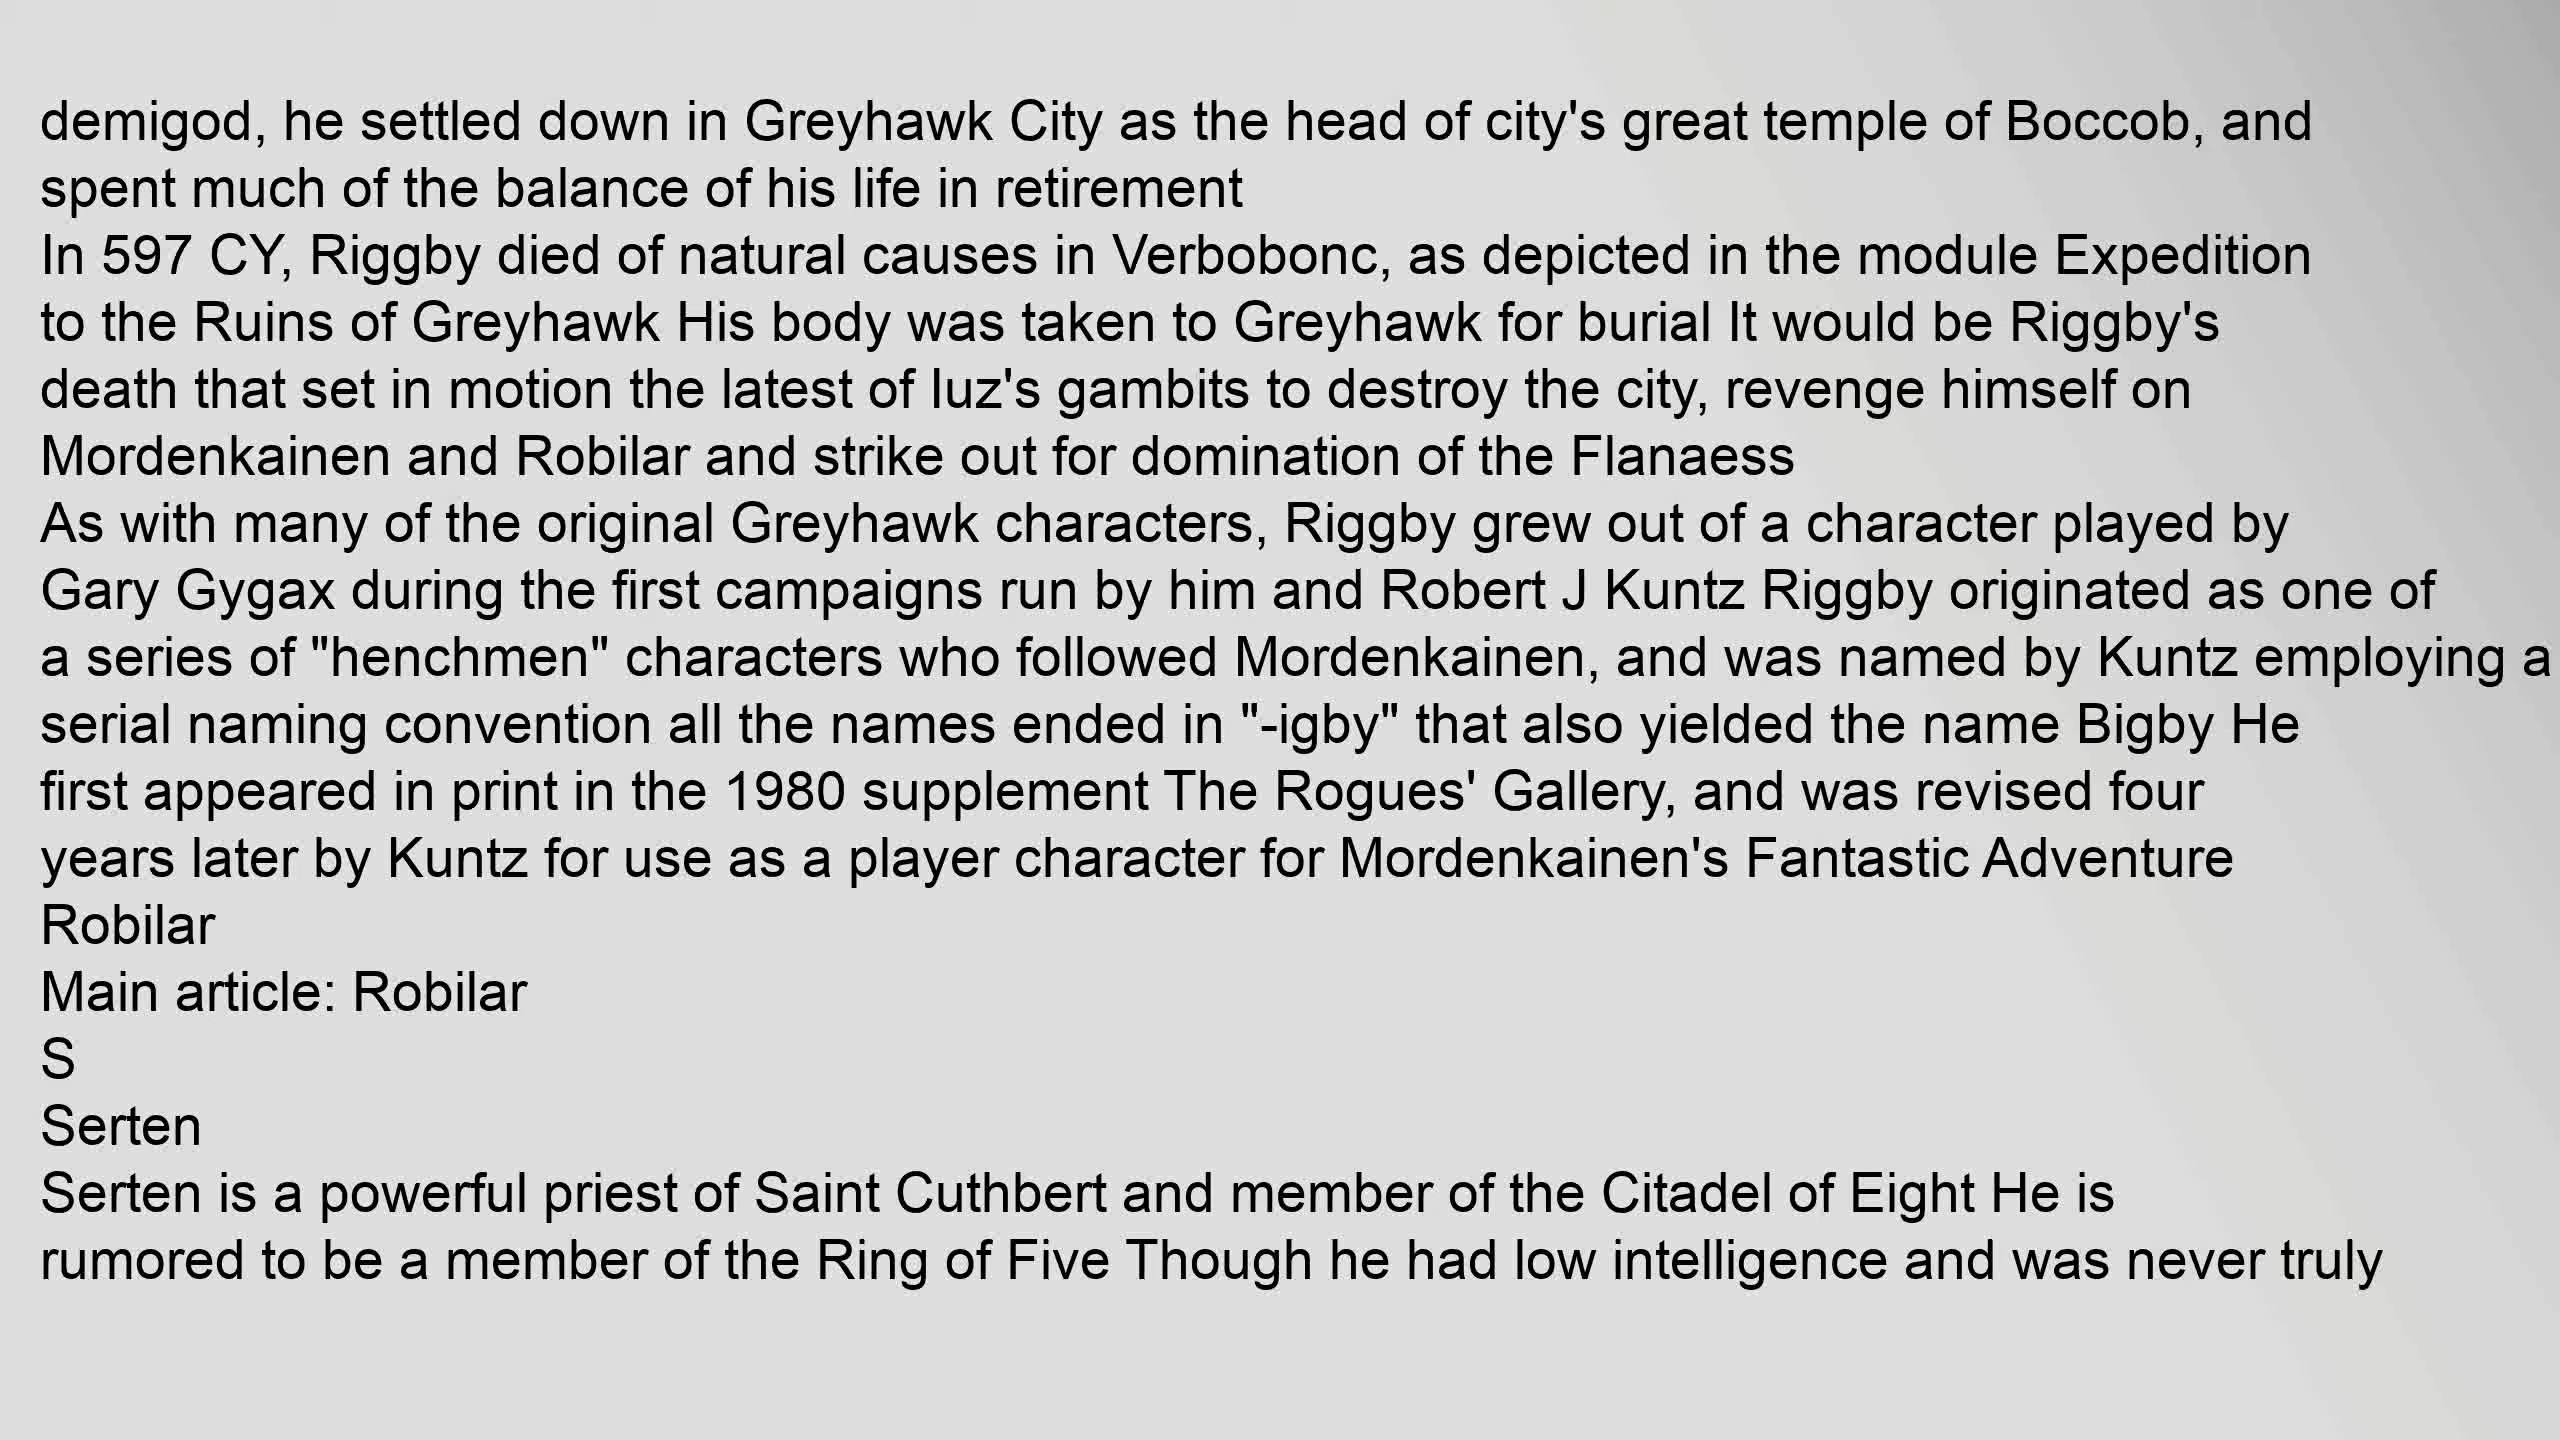 demigod, he settled down in Greyhawk City as the head of city's great temple of Boccob, and
spent much of the balance of his life in retirement
In 597 CY, Riggby died of natural causes in Verbobonc, as depicted in the module Expedition
to the Ruins of Greyhawk His body was taken to Greyhawk for burial It would be Riggby's
death that set in motion the latest of Iuz's gambits to destroy the city, revenge himself on
Mordenkainen and Robilar and strike out for domination of the Flanaess
As with many of the original Greyhawk characters, Riggby grew out of a character played by
Gary Gygax during the first campaigns run by him and Robert J Kuntz Riggby originated as one of
a series of "henchmen" characters who followed Mordenkainen, and was named by Kuntz employing a
serial naming convention all the names ended in "-igby" that also yielded the name Bigby He
first appeared in print in the 1980 supplement The Rogues' Gallery, and was revised four
years later by Kuntz for use as a player character for Mordenkainen's Fantastic Adventure
Robilar
Main article: Robilar
S
Serten
Serten is a powerful priest of Saint Cuthbert and member of the Citadel of Eight He is
rumored to be a member of the Ring of Five Though he had low intelligence and was never truly